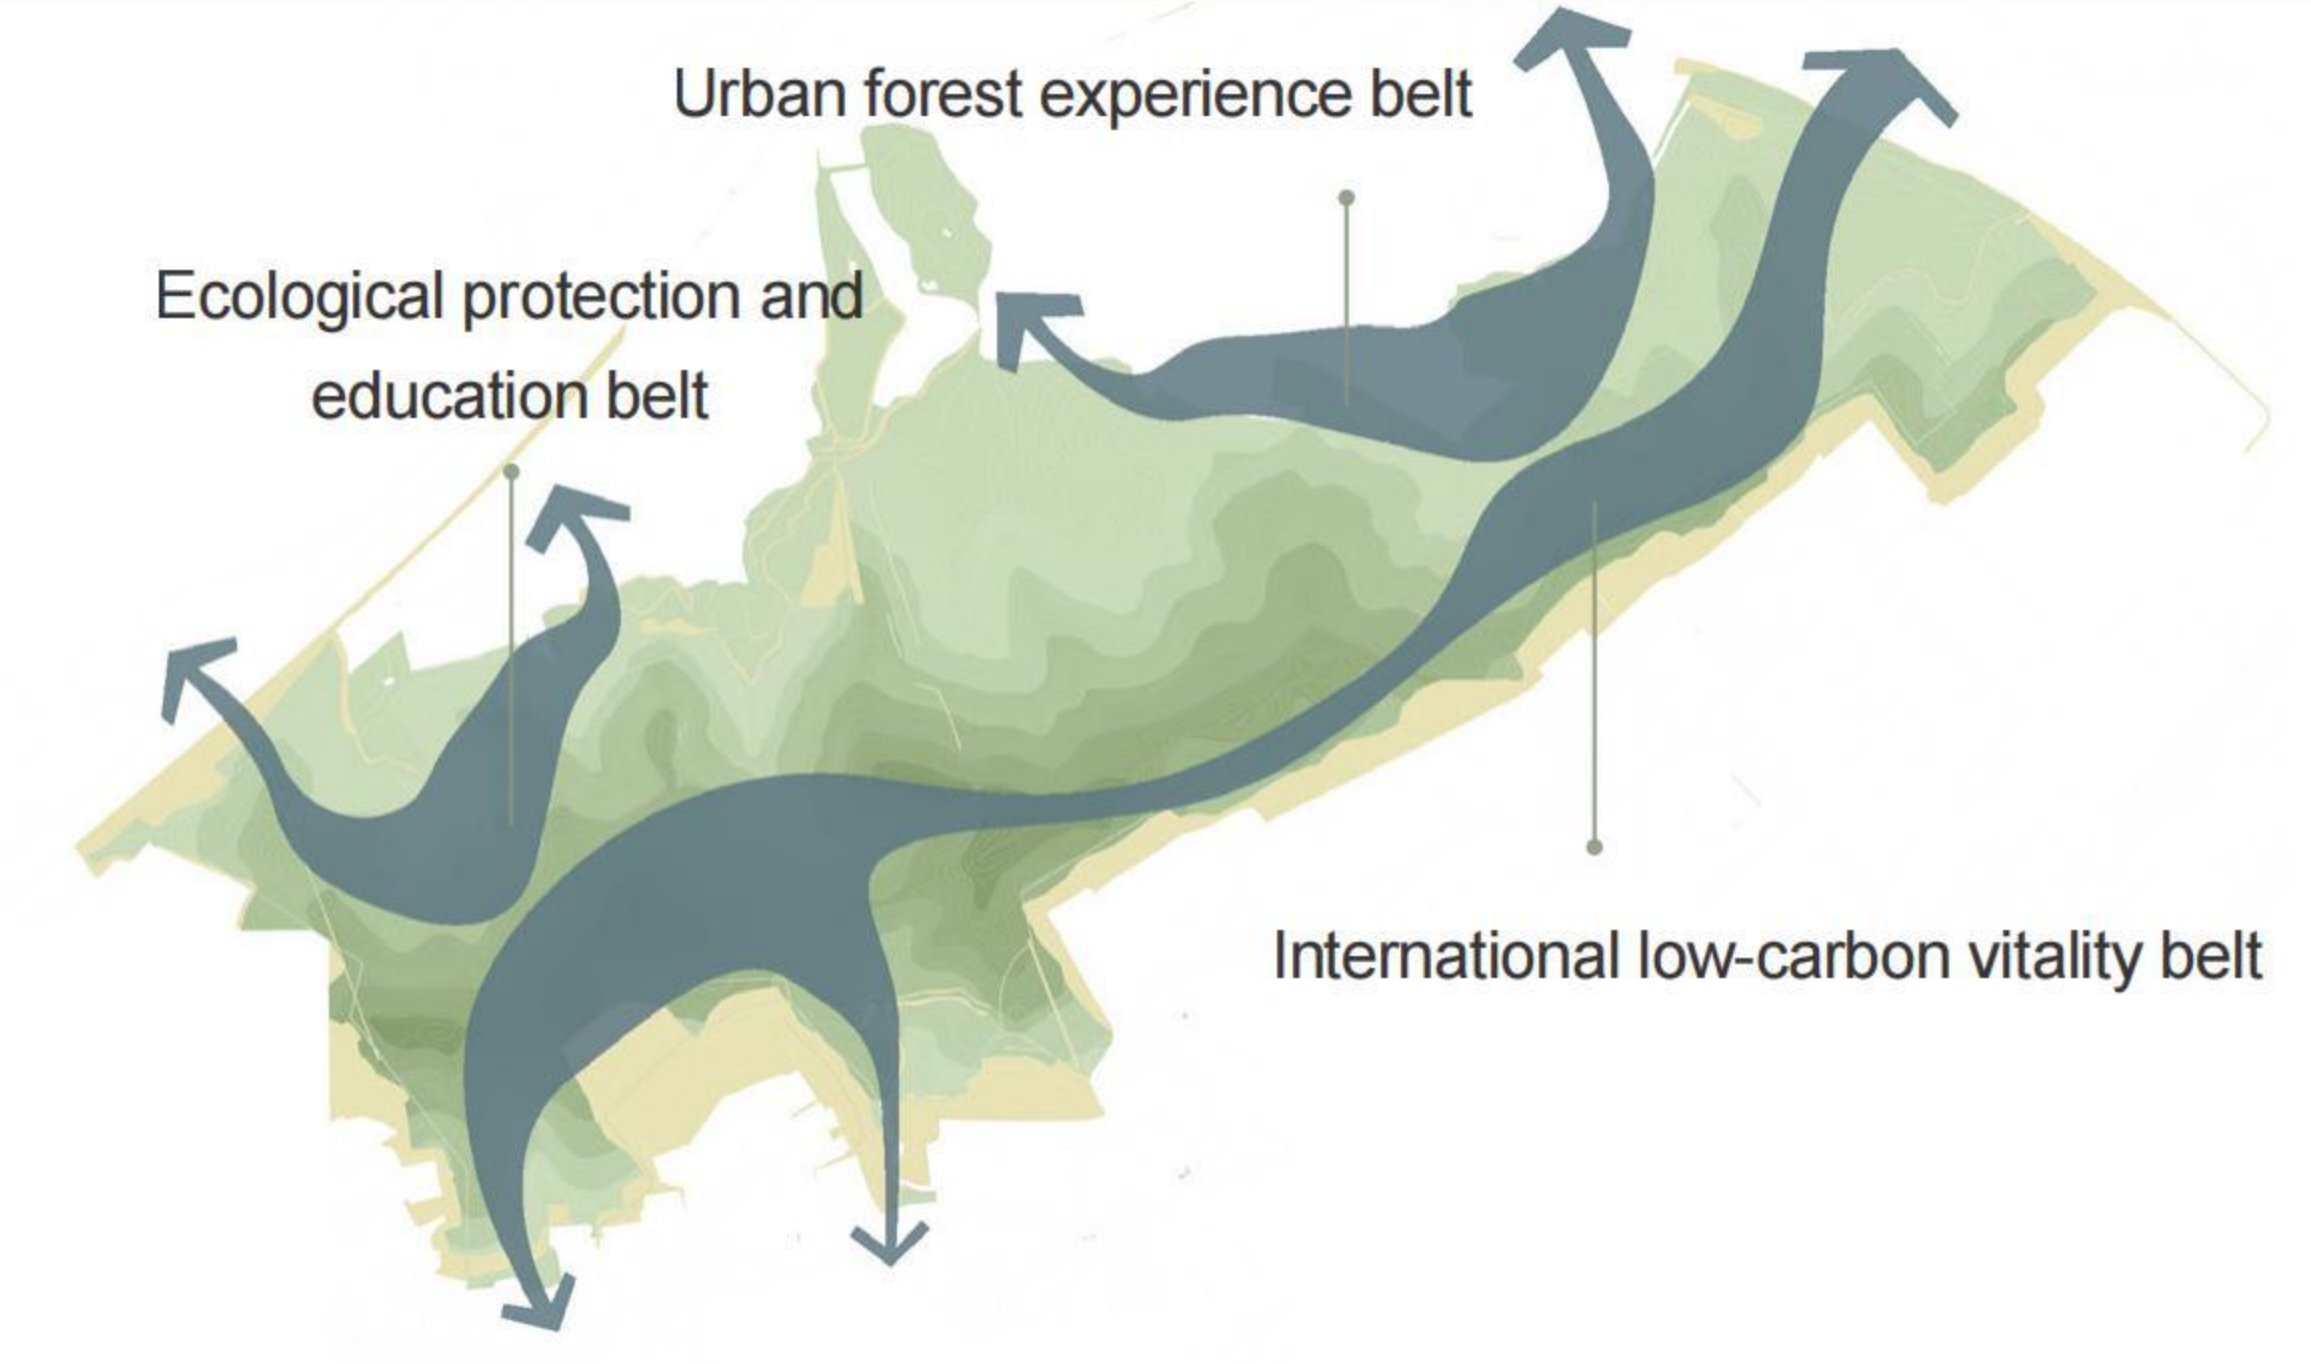 Urban forest experience belt
Ecological protection and
education belt
International low-carbon vitality belt